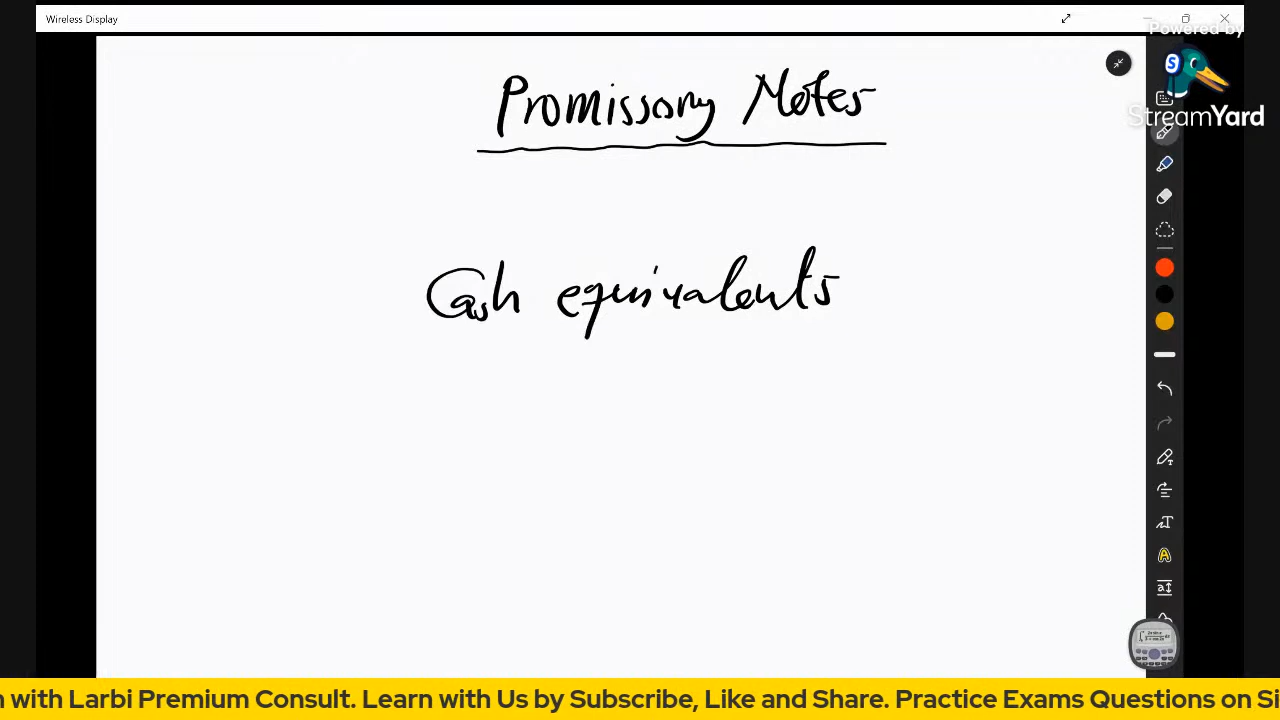 Wireless Display
Powered by
StreamYard
Promissory Notes
Cash equivalents
with Larbi Premium Consult. Learn with Us by Subscribe, Like and Share. Practice Exams Questions on